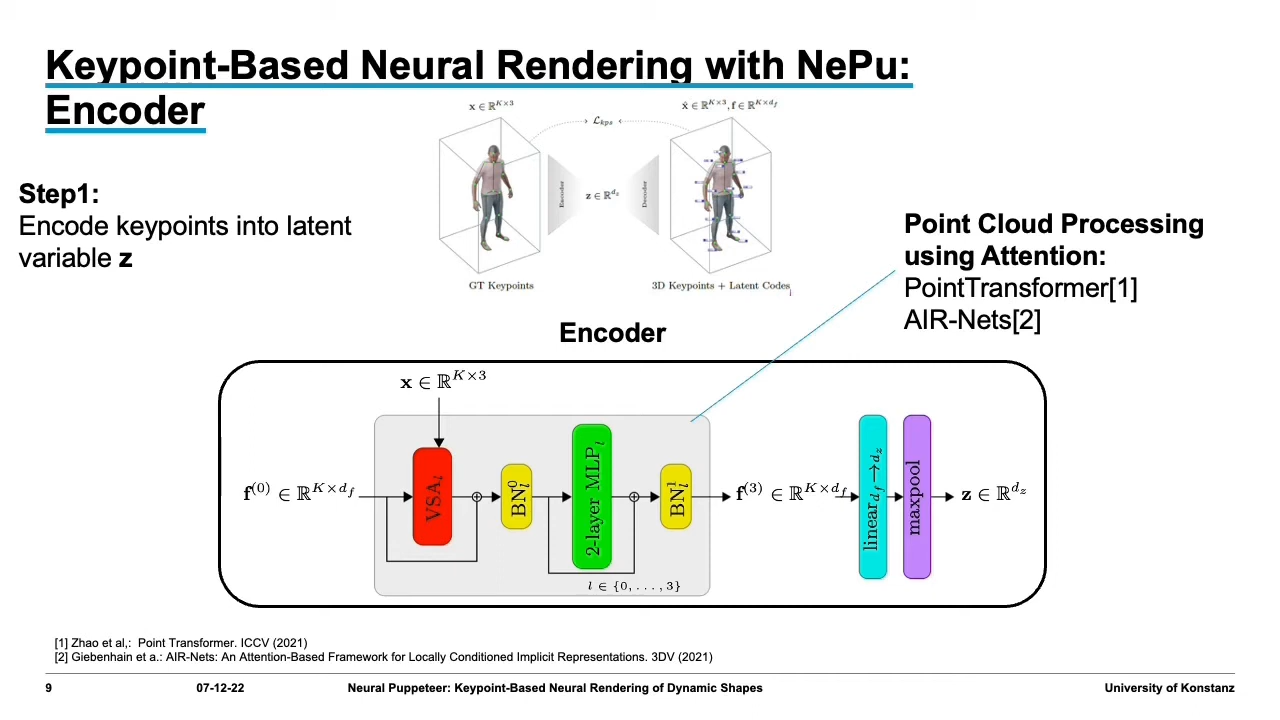 Keypoint-Based Neural Rendering with NePu:
Encoder
x ∈ ℝ^{K×3}
x̂ ∈ ℝ^{K×3}, f ∈ ℝ^{K×d_f}
ℒ_{kps}
Encoder
z ∈ ℝ^{d_z}
Decoder
GT Keypoints
3D Keypoints + Latent Codes
Step1:
Encode keypoints into latent
variable z
Point Cloud Processing
using Attention:
PointTransformer[1]
AIR-Nets[2]
Encoder
x ∈ ℝ^{K×3}
f^{(0)} ∈ ℝ^{K×d_f}
VSA_l
⊕
BN_l^0
2-layer MLP_l
⊕
BN_l^1
l ∈ {0, . . . , 3}
f^{(3)} ∈ ℝ^{K×d_f}
linear_{d_f→d_z}
maxpool
z ∈ ℝ^{d_z}
[1] Zhao et al,: Point Transformer. ICCV (2021)
[2] Giebenhain et a.: AIR-Nets: An Attention-Based Framework for Locally Conditioned Implicit Representations. 3DV (2021)
9 07-12-22 Neural Puppeteer: Keypoint-Based Neural Rendering of Dynamic Shapes University of Konstanz